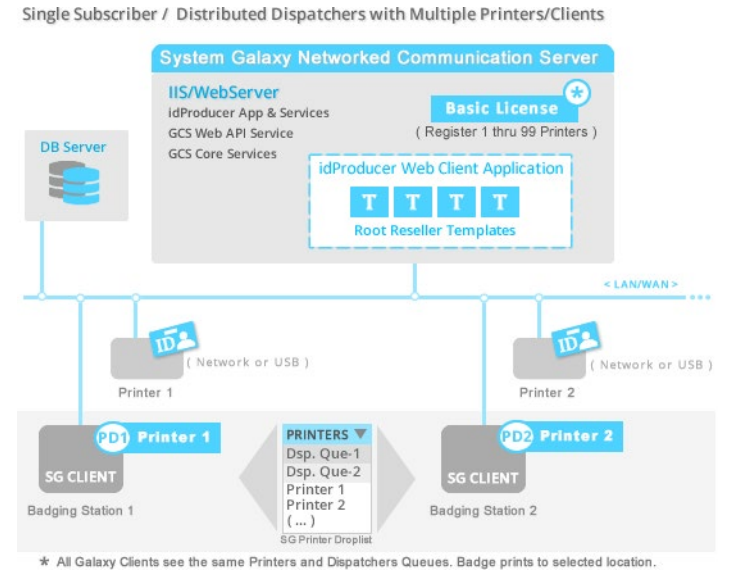 Single Subscriber / Distributed Dispatchers with Multiple Printers/Clients
System Galaxy Networked Communication Server
IIS/WebServer
idProducer App & Services
GCS Web API Service
GCS Core Services
*
Basic License
( Register 1 thru 99 Printers )
DB Server
idProducer Web Client Application
T T T T
Root Reseller Templates
< LAN/WAN >
ID
( Network or USB )
Printer 1
ID
( Network or USB )
Printer 2
PD1 Printer 1
SG CLIENT
Badging Station 1
PRINTERS ▼
Dsp. Que-1
Dsp. Que-2
Printer 1
Printer 2
( ... )
SG Printer Droplist
PD2 Printer 2
SG CLIENT
Badging Station 2
* All Galaxy Clients see the same Printers and Dispatchers Queues. Badge prints to selected location.